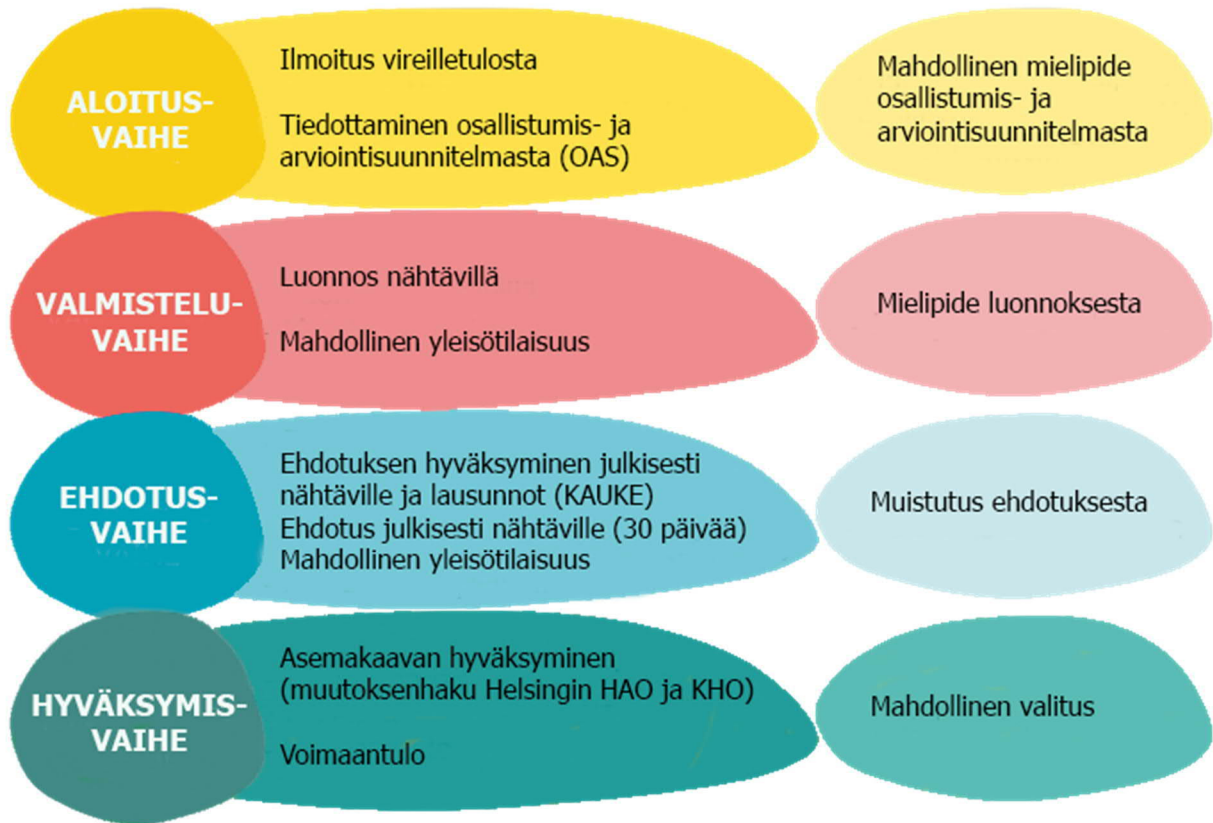 ALOITUS-
VAIHE
Ilmoitus vireilletulosta
Tiedottaminen osallistumis- ja
arviointisuunnitelmasta (OAS)
Mahdollinen mielipide
osallistumis- ja
arviointisuunnitelmasta
VALMISTELU-
VAIHE
Luonnos nähtävillä
Mahdollinen yleisötilaisuus
Mielipide luonnoksesta
EHDOTUS-
VAIHE
Ehdotuksen hyväksyminen julkisesti
nähtäville ja lausunnot (KAUKE)
Ehdotus julkisesti nähtäville (30 päivää)
Mahdollinen yleisötilaisuus
Muistutus ehdotuksesta
HYVÄKSYMIS-
VAIHE
Asemakaavan hyväksyminen
(muutoksenhaku Helsingin HAO ja KHO)
Voimaantulo
Mahdollinen valitus